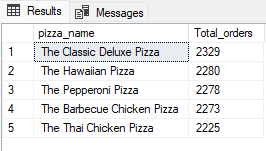 Results Messages
pizza_name Total_orders
1 The Classic Deluxe Pizza 2329
2 The Hawaiian Pizza 2280
3 The Pepperoni Pizza 2278
4 The Barbecue Chicken Pizza 2273
5 The Thai Chicken Pizza 2225